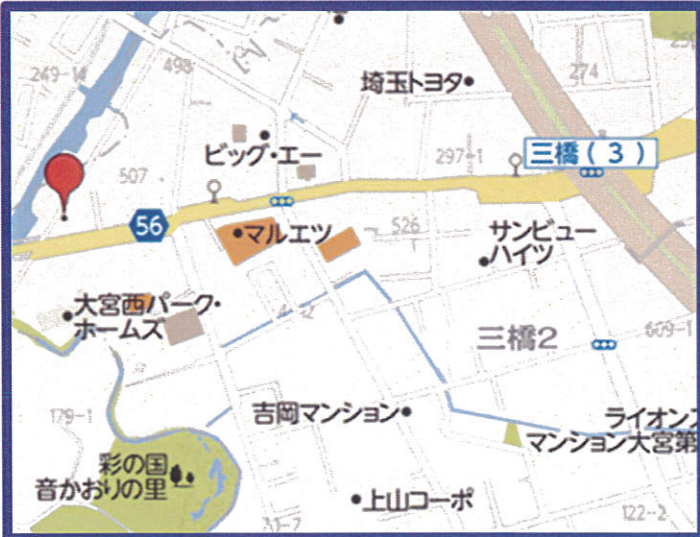 249-14
498
埼玉トヨタ
274
ビッグ・エー
297-1
三橋(3)
507
56
マルエツ
526
サンビュー
ハイツ
大宮西パーク・
ホームズ
三橋2
609-1
179-1
吉岡マンション
ライオンズ
マンション大宮第
彩の国
音かおりの里
上山コーポ
122-2